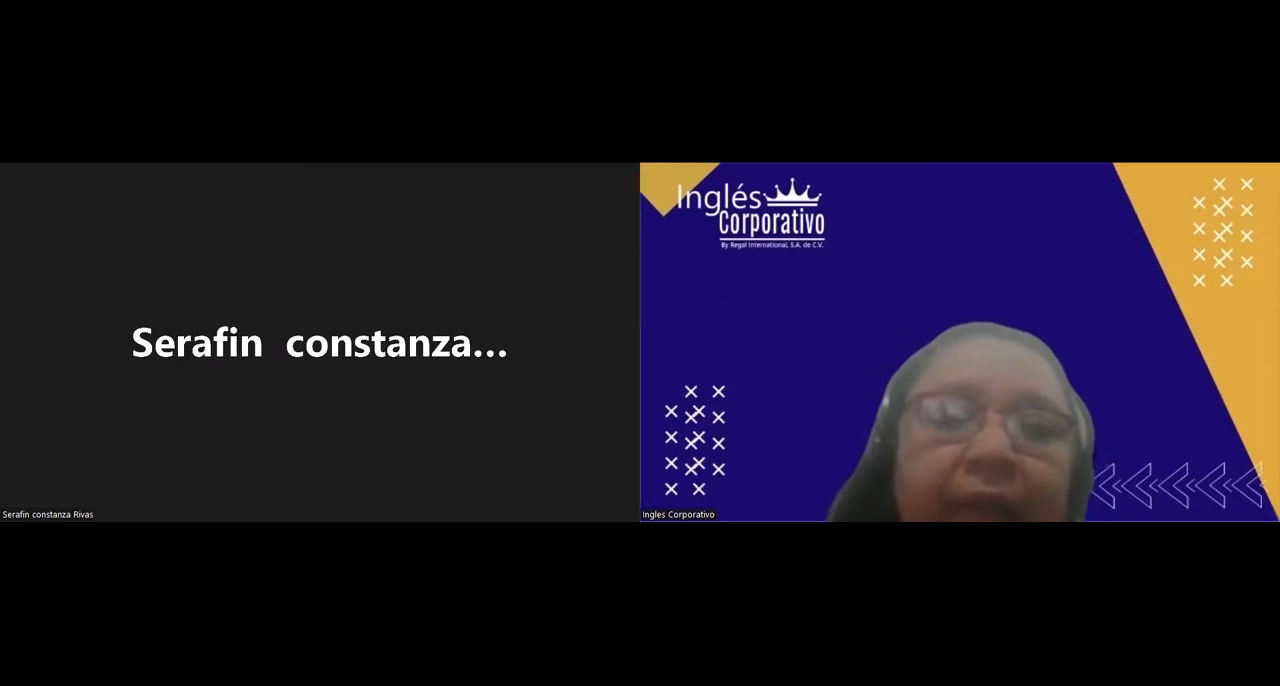 Serafin constanza...
Serafin constanza Rivas
Inglés
Corporativo
By Regal International, S.A. de C.V.
Ingles Corporativo